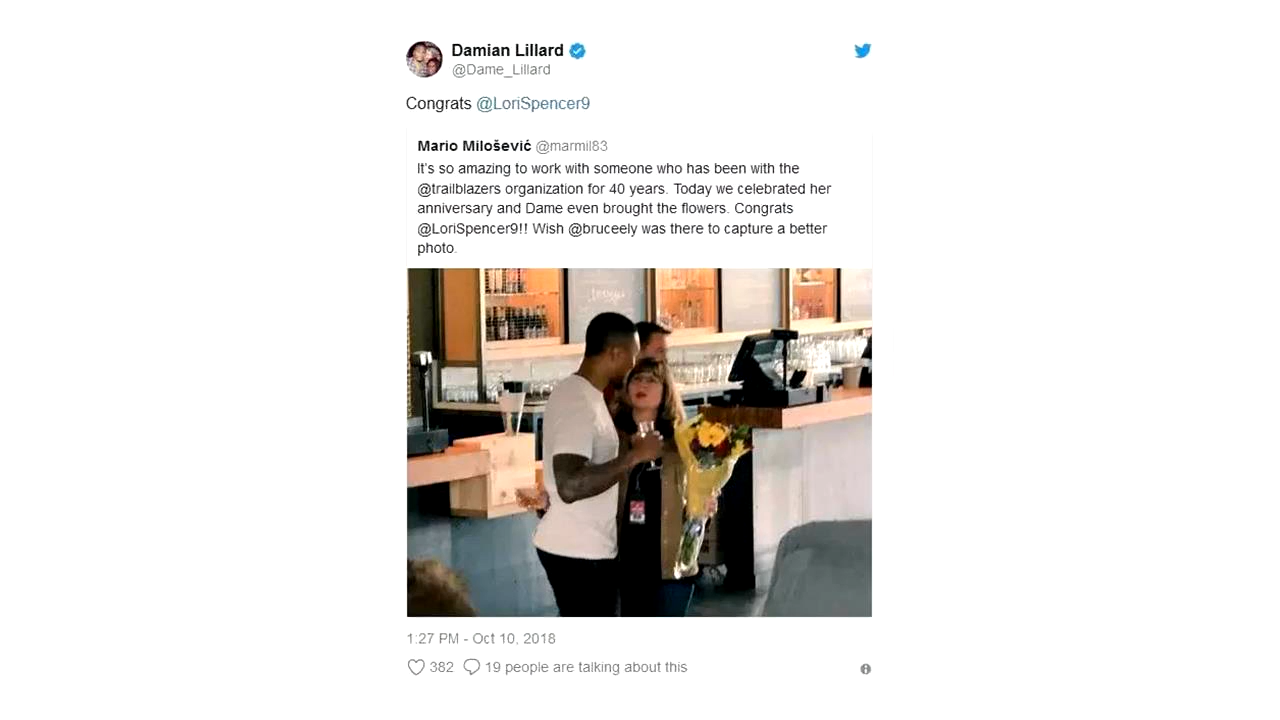 Damian Lillard
@Dame_Lillard
Congrats @LoriSpencer9
Mario Milošević @marmil83
It's so amazing to work with someone who has been with the
@trailblazers organization for 40 years. Today we celebrated her
anniversary and Dame even brought the flowers. Congrats
@LoriSpencer9!! Wish @bruceely was there to capture a better
photo.
1:27 PM - Oct 10, 2018
382 19 people are talking about this